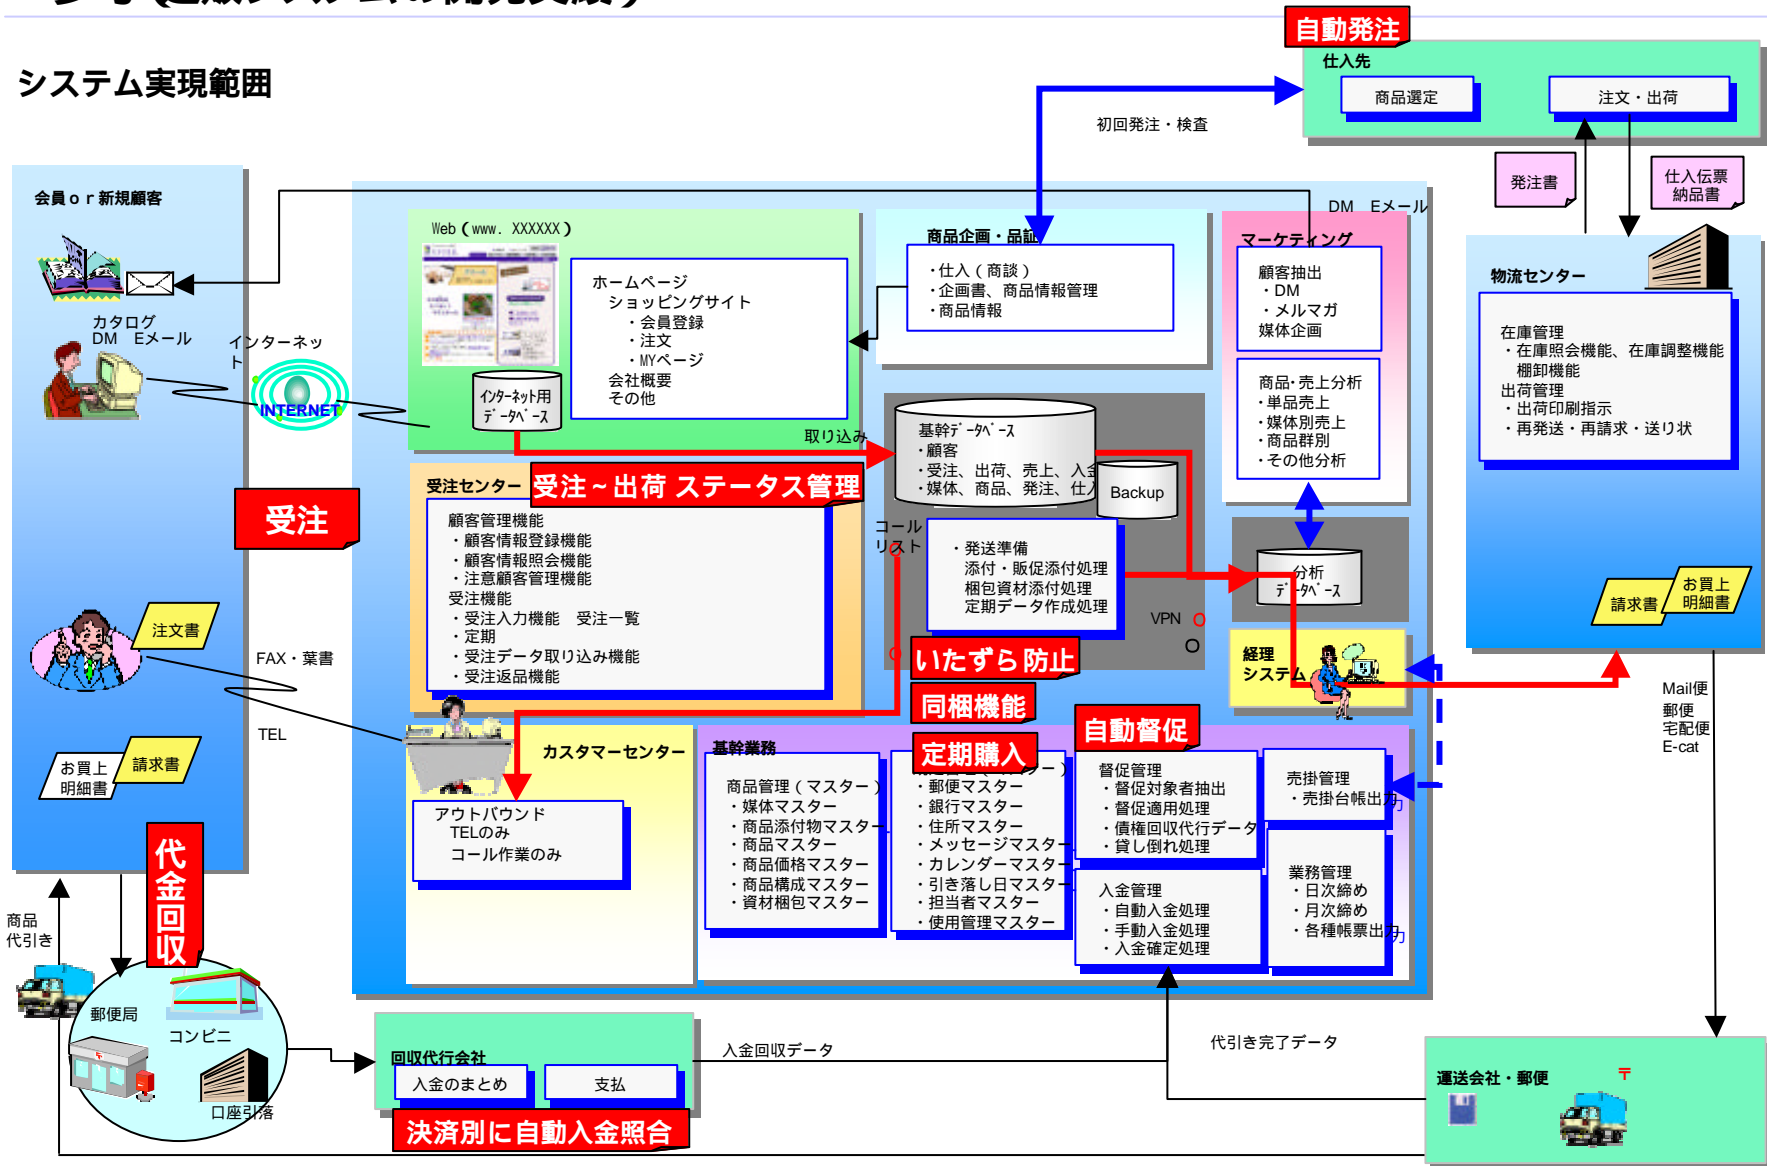 システム実現範囲
自動発注
仕入先
商品選定
注文・出荷
初回発注・検査
発注書
仕入伝票
納品書
会員ｏｒ新規顧客
カタログ
DM　Eメール
インターネッ
ト
INTERNET
受注
注文書
FAX・葉書
TEL
お買上
明細書
請求書
代金回収
商品
代引き
郵便局
コンビニ
口座引落
Web（www. XXXXXX）
ホームページ
ショッピングサイト
・会員登録
・注文
・MYページ
会社概要
その他
インターネット用
データベース
取り込み
商品企画・品証
・仕入（商談）
・企画書、商品情報管理
・商品情報
DM　Eメール
マーケティング
顧客抽出
・DM
・メルマガ
媒体企画
商品・売上分析
・単品売上
・媒体別売上
・商品群別
・その他分析
分析
データベース
基幹データベース
・顧客
・受注、出荷、売上、入金
・媒体、商品、発注、仕入
Backup
コール
リスト
・発送準備
添付・販促添付処理
梱包資材添付処理
定期データ作成処理
VPN
いたずら防止
同梱機能
定期購入
受注センター
受注～出荷 ステータス管理
顧客管理機能
・顧客情報登録機能
・顧客情報照会機能
・注意顧客管理機能
受注機能
・受注入力機能　受注一覧
・定期
・受注データ取り込み機能
・受注返品機能
カスタマーセンター
アウトバウンド
TELのみ
コール作業のみ
経理
システム
基幹業務
商品管理（マスター）
・媒体マスター
・商品添付物マスター
・商品マスター
・商品価格マスター
・商品構成マスター
・資材梱包マスター
・郵便マスター
・銀行マスター
・住所マスター
・メッセージマスター
・カレンダーマスター
・引き落し日マスター
・担当者マスター
・使用管理マスター
自動督促
督促管理
・督促対象者抽出
・督促適用処理
・債権回収代行データ
・貸し倒れ処理
入金管理
・自動入金処理
・手動入金処理
・入金確定処理
売掛管理
・売掛台帳出力
業務管理
・日次締め
・月次締め
・各種帳票出力
物流センター
在庫管理
・在庫照会機能、在庫調整機能
棚卸機能
出荷管理
・出荷印刷指示
・再発送・再請求・送り状
請求書
お買上
明細書
Mail便
郵便
宅配便
E-cat
回収代行会社
入金のまとめ
支払
決済別に自動入金照合
入金回収データ
代引き完了データ
運送会社・郵便
〒